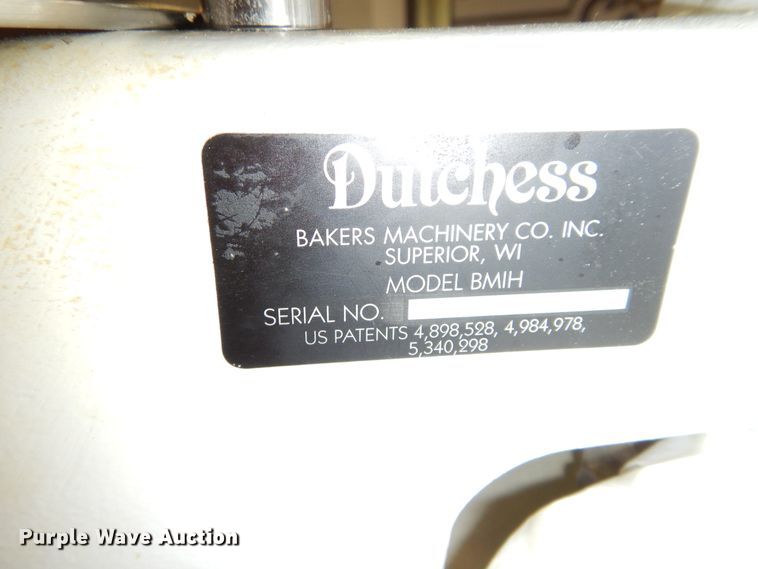 Dutchess
BAKERS MACHINERY CO. INC.
SUPERIOR, WI
MODEL BMIH
SERIAL NO.
US PATENTS 4,898,528, 4,984,978,
5,340,298
Purple Wave Auction